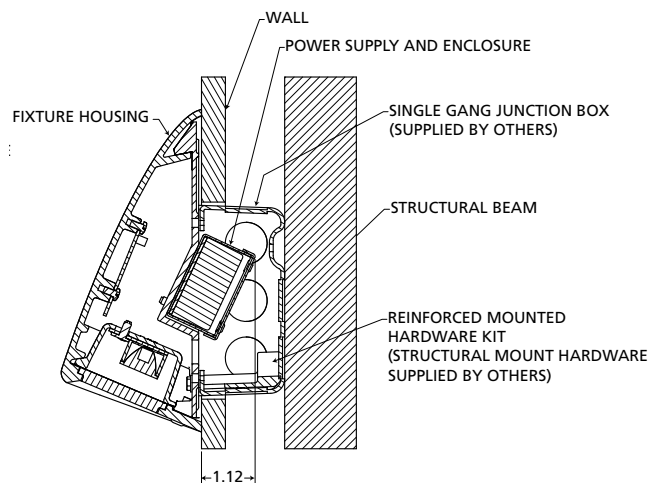 WALL
POWER SUPPLY AND ENCLOSURE
FIXTURE HOUSING
SINGLE GANG JUNCTION BOX
(SUPPLIED BY OTHERS)
STRUCTURAL BEAM
REINFORCED MOUNTED
HARDWARE KIT
(STRUCTURAL MOUNT HARDWARE
SUPPLIED BY OTHERS)
1.12